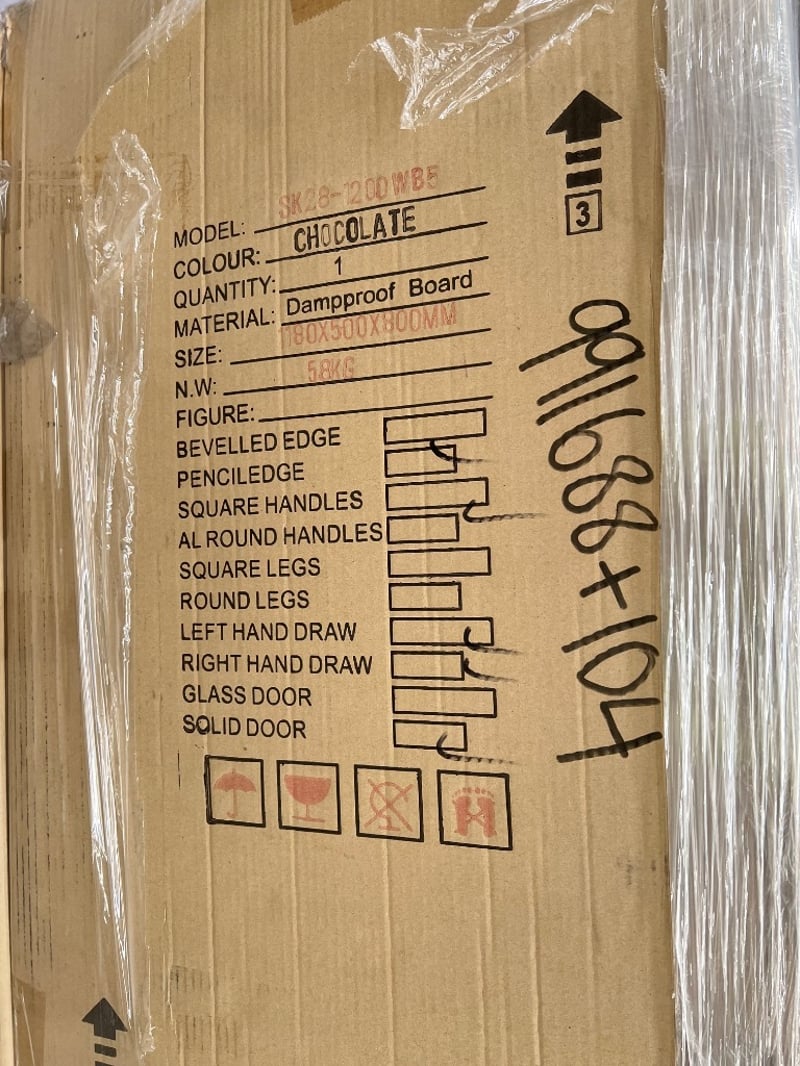 MODEL: SK28-1200WB5
COLOUR: CHOCOLATE
QUANTITY: 1
MATERIAL: Dampproof Board
SIZE: 1180X500X800MM
N.W: 58KG
FIGURE:
BEVELLED EDGE
PENCILEDGE
SQUARE HANDLES
AL ROUND HANDLES
SQUARE LEGS
ROUND LEGS
LEFT HAND DRAW
RIGHT HAND DRAW
GLASS DOOR
SOLID DOOR
3
991688+104